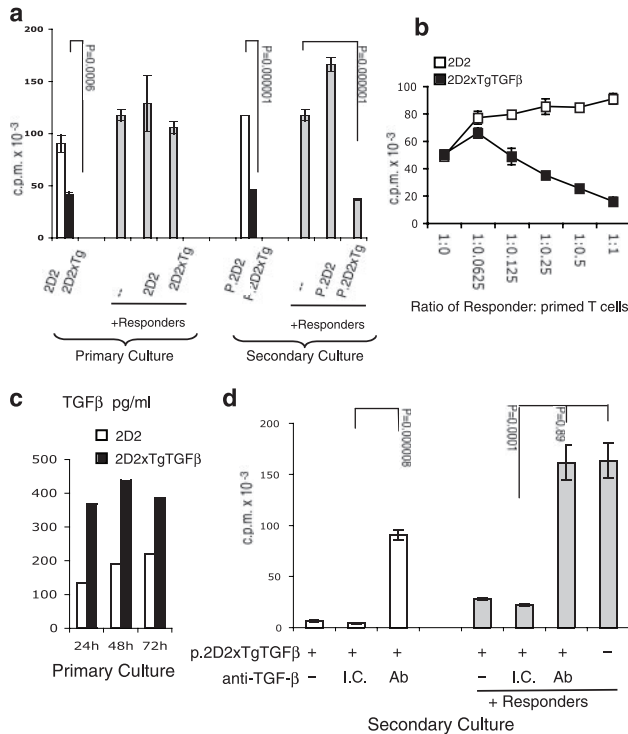 a
P=0.0006
P=0.0000001
P=0.0000001
c.p.m. x 10-3
200
150
100
50
0
2D2
2D2xTg
--
2D2
2D2xTg
P.2D2
P.2D2xTg
--
P.2D2
P.2D2xTg
+Responders
+Responders
Primary Culture
Secondary Culture
b
2D2
2D2xTgTGFβ
c.p.m. x 10-3
100
80
60
40
20
0
1:0
1:0.0625
1:0.125
1:0.25
1:0.5
1:1
Ratio of Responder: primed T cells
c
TGFβ pg/ml
2D2
2D2xTgTGFβ
500
400
300
200
100
0
24h 48h 72h
Primary Culture
d
P=0.000008
P=0.0001
P=0.89
c.p.m. x 10-3
200
150
100
50
0
p.2D2xTgTGFβ + + + + + + −
anti-TGF-β − I.C. Ab − I.C. Ab
+ Responders
Secondary Culture